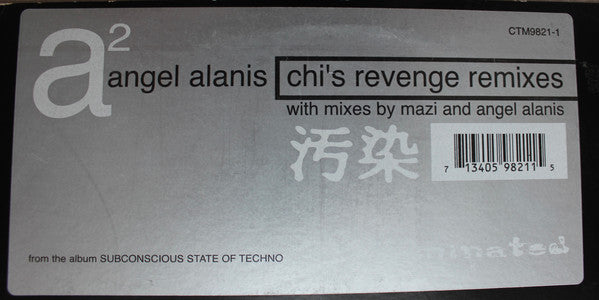 CTM9821-1
a²
angel alanis
chi's revenge remixes
with mixes by mazi and angel alanis
汚染
7 13405 98211 5
from the album SUBCONSCIOUS STATE OF TECHNO